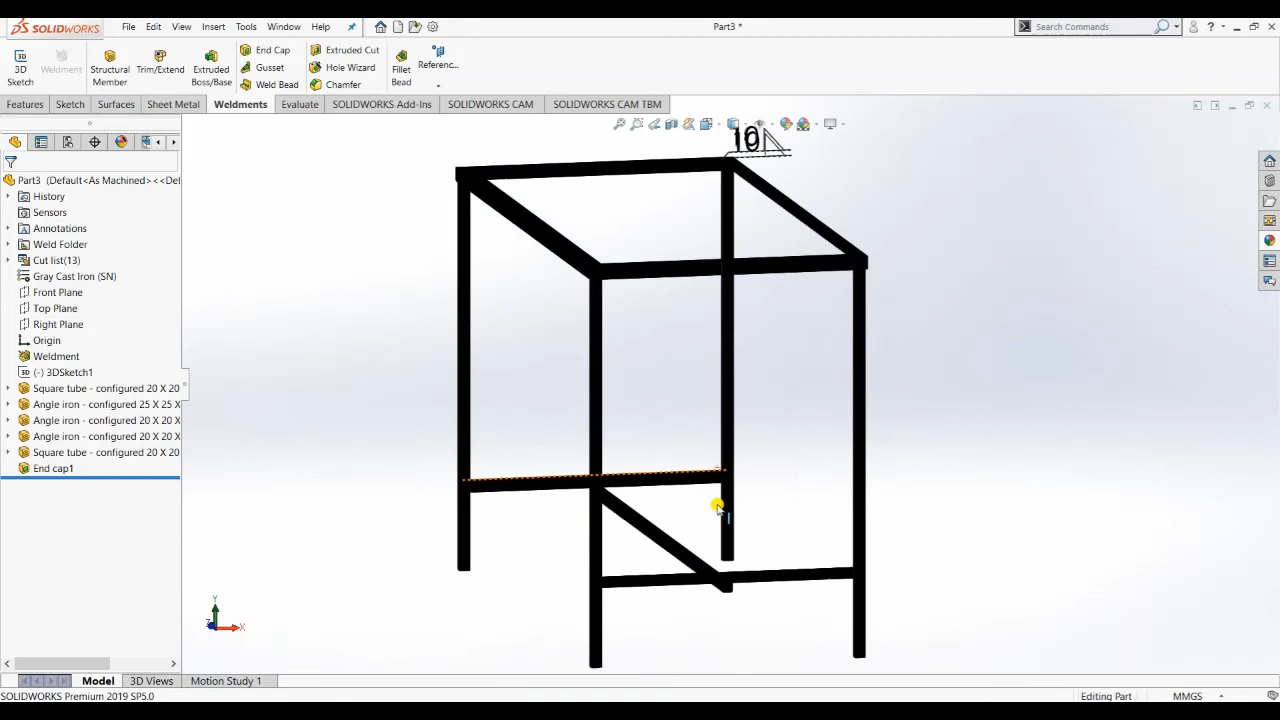 SOLIDWORKS File Edit View Insert Tools Window Help Part3 * Search Commands ?
3D Sketch Weldment Structural Member Trim/Extend Extruded Boss/Base End Cap Gusset Weld Bead Extruded Cut Hole Wizard Chamfer Fillet Bead Referenc...
Features Sketch Surfaces Sheet Metal Weldments Evaluate SOLIDWORKS Add-Ins SOLIDWORKS CAM SOLIDWORKS CAM TBM
Part3 (Default<As Machined><<Def
History
Sensors
Annotations
Weld Folder
Cut list(13)
Gray Cast Iron (SN)
Front Plane
Top Plane
Right Plane
Origin
Weldment
3D (-) 3DSketch1
Square tube - configured 20 X 20
Angle iron - configured 25 X 25 X
Angle iron - configured 20 X 20 X
Angle iron - configured 20 X 20 X
Square tube - configured 20 X 20
End cap1
Y
Z X
Model 3D Views Motion Study 1
SOLIDWORKS Premium 2019 SP5.0 Editing Part MMGS